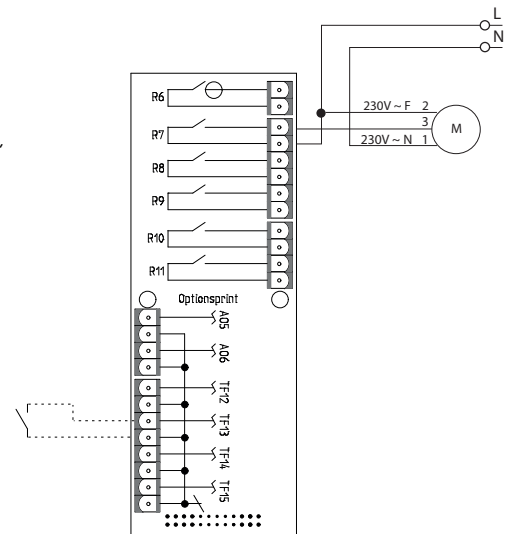 L
N
R6
230V ~ F 2
3
M
R7
230V ~ N 1
R8
R9
R10
R11
Optionsprint
AO5
AO6
TF12
TF13
TF14
TF15